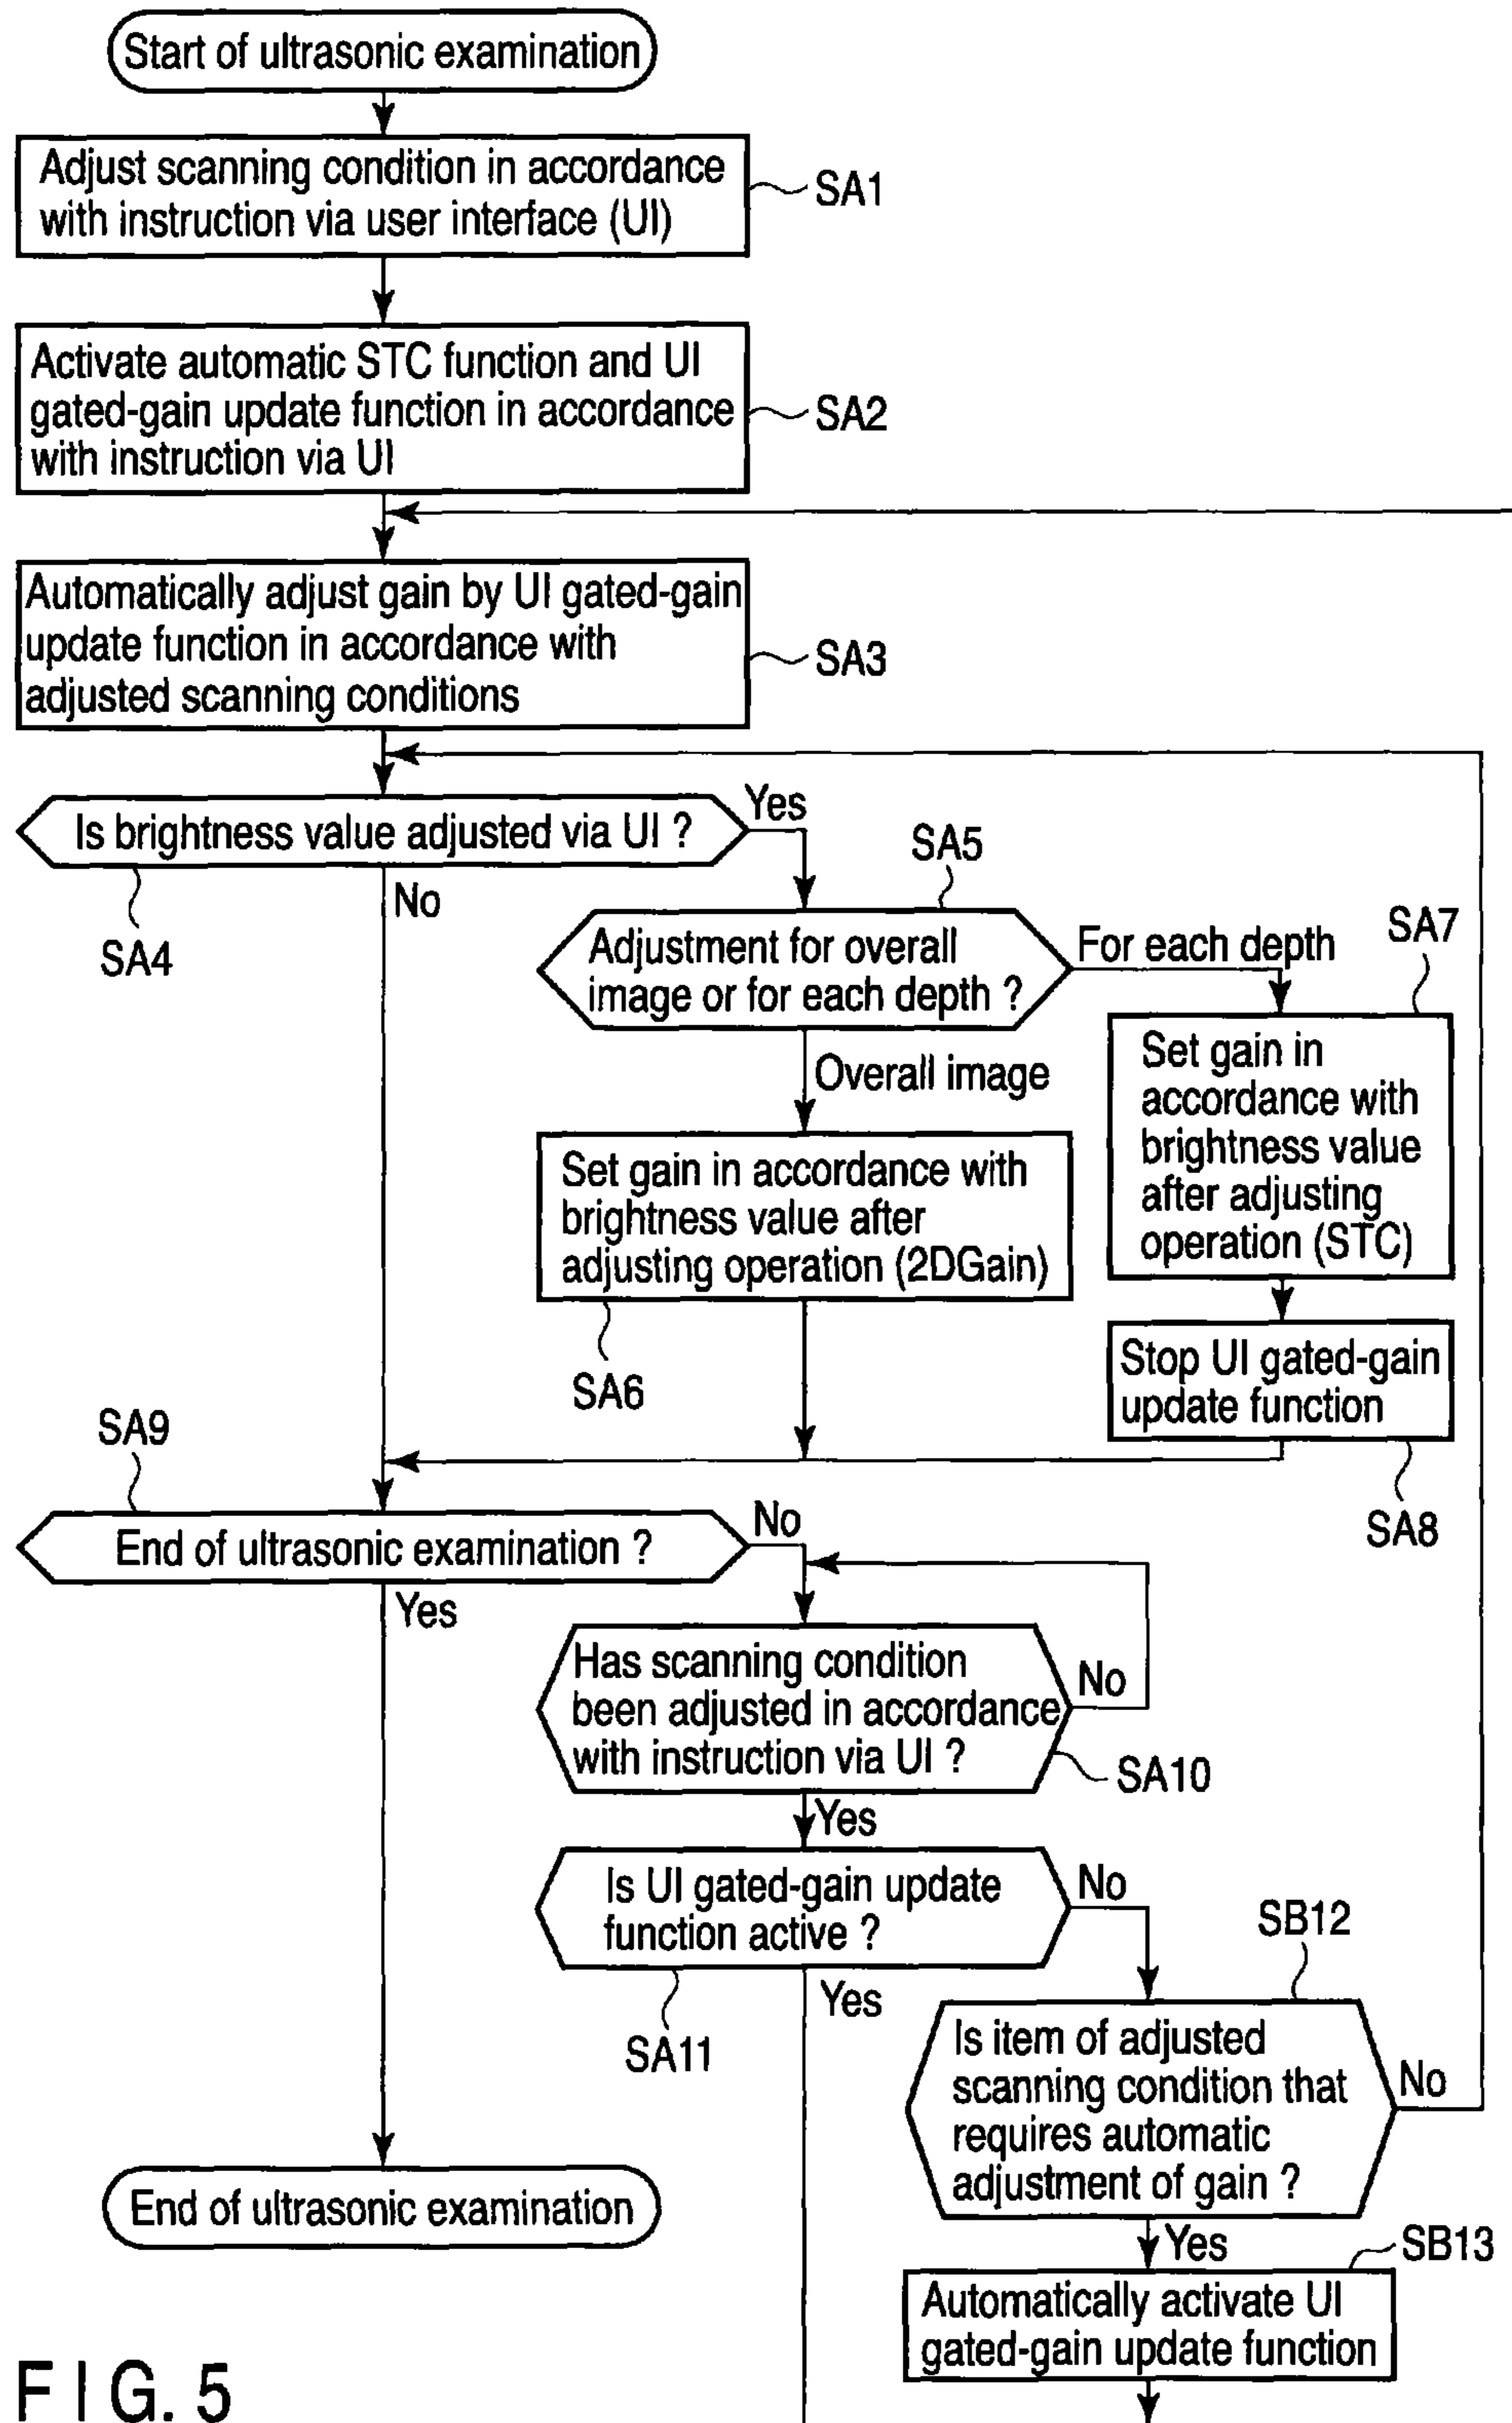 Start of ultrasonic examination
Adjust scanning condition in accordance
with instruction via user interface (UI)
SA1
Activate automatic STC function and UI
gated-gain update function in accordance
with instruction via UI
SA2
Automatically adjust gain by UI gated-gain
update function in accordance with
adjusted scanning conditions
SA3
Is brightness value adjusted via UI ?
Yes
No
SA4
SA5
Adjustment for overall
image or for each depth ?
For each depth
Overall image
SA7
Set gain in
accordance with
brightness value
after adjusting
operation (STC)
Set gain in accordance with
brightness value after
adjusting operation (2DGain)
SA6
Stop UI gated-gain
update function
SA8
SA9
End of ultrasonic examination ?
No
Yes
Has scanning condition
been adjusted in accordance
with instruction via UI ?
No
SA10
Yes
Is UI gated-gain update
function active ?
No
Yes
SA11
SB12
Is item of adjusted
scanning condition that
requires automatic
adjustment of gain ?
No
Yes
SB13
Automatically activate UI
gated-gain update function
End of ultrasonic examination
FIG. 5